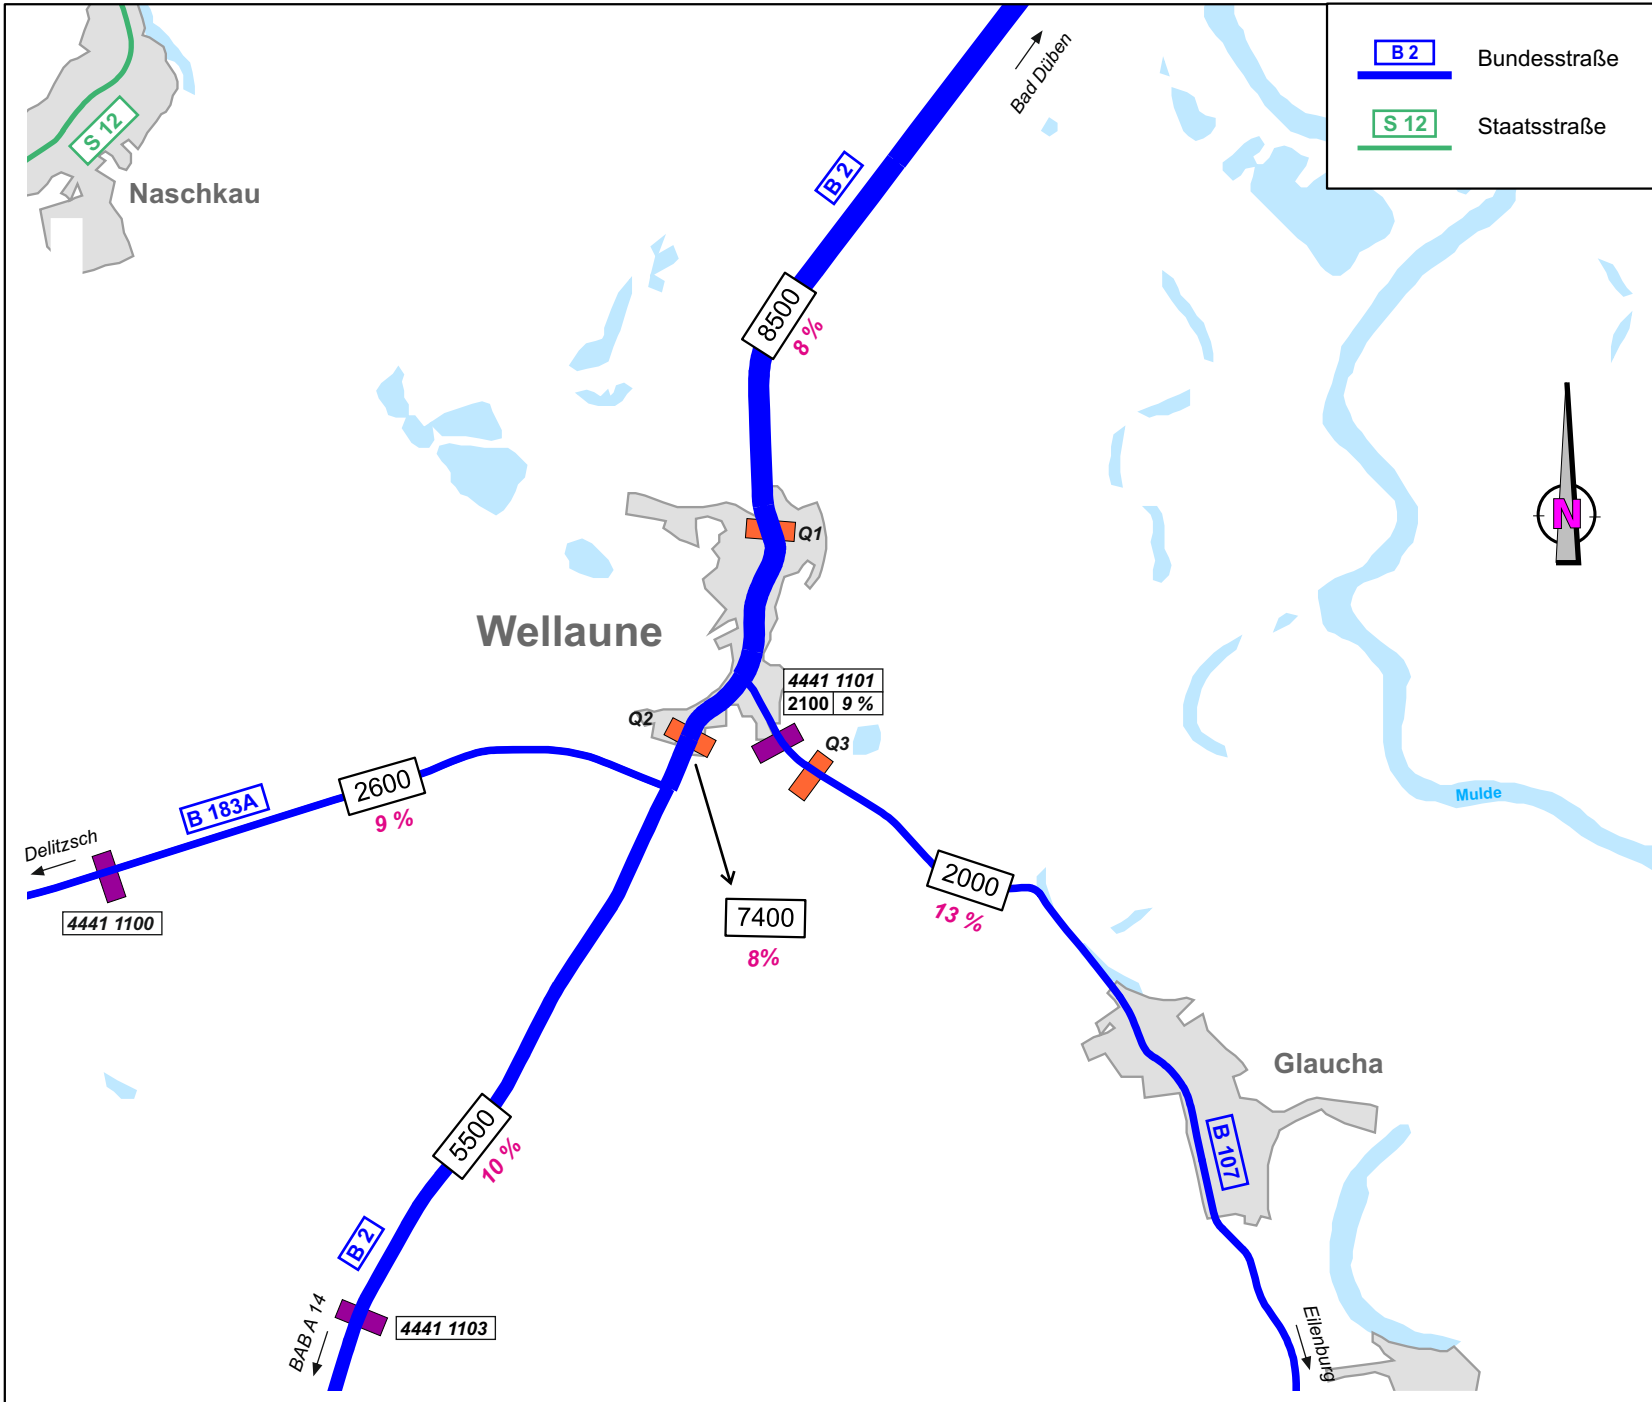 B 2
Bundesstraße
S 12
Staatsstraße
Bad Düben
S 12
Naschkau
B 2
8500
8 %
N
Q1
Wellaune
4441 1101
2100 9 %
Q2
Q3
2600
9 %
B 183A
Delitzsch
4441 1100
Mulde
2000
13 %
7400
8%
Glaucha
5500
10 %
B 107
B 2
BAB A 14
4441 1103
Eilenburg